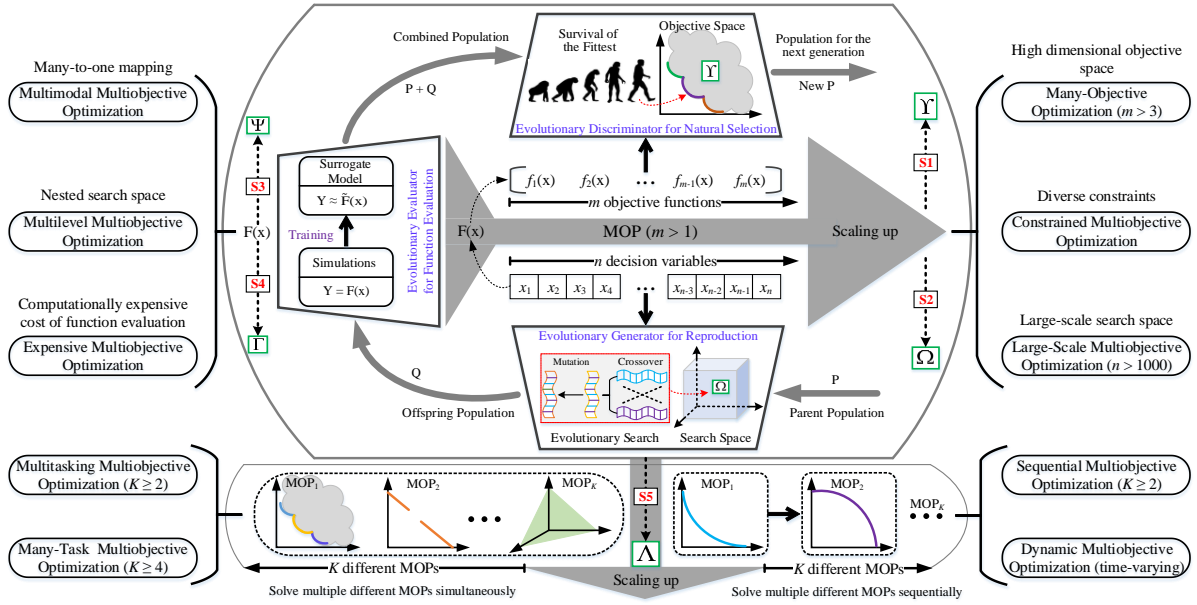 Many-to-one mapping
Multimodal Multiobjective
Optimization
Nested search space
Multilevel Multiobjective
Optimization
Computationally expensive
cost of function evaluation
Expensive Multiobjective
Optimization
Ψ
S3
F(x)
S4
Γ
Combined Population
P + Q
Surrogate
Model
Y ≈ F̃(x)
Training
Simulations
Y = F(x)
Evolutionary Evaluator
for Function Evaluation
Q
Offspring Population
Survival of
the Fittest
Objective Space
Υ
Evolutionary Discriminator for Natural Selection
Population for the
next generation
New P
f1(x) f2(x) ... fm-1(x) fm(x)
m objective functions
F(x)
MOP (m > 1)
Scaling up
n decision variables
x1 x2 x3 x4 ... xn-3 xn-2 xn-1 xn
Evolutionary Generator for Reproduction
Mutation Crossover
Ω
Evolutionary Search
Search Space
P
Parent Population
Υ
S1
S2
Ω
High dimensional objective
space
Many-Objective
Optimization (m > 3)
Diverse constraints
Constrained Multiobjective
Optimization
Large-scale search space
Large-Scale Multiobjective
Optimization (n > 1000)
Multitasking Multiobjective
Optimization (K ≥ 2)
Many-Task Multiobjective
Optimization (K ≥ 4)
MOP1
MOP2
...
MOPK
K different MOPs
Solve multiple different MOPs simultaneously
S5
Λ
Scaling up
MOP1
MOP2
MOPK
...
K different MOPs
Solve multiple different MOPs sequentially
Sequential Multiobjective
Optimization (K ≥ 2)
Dynamic Multiobjective
Optimization (time-varying)